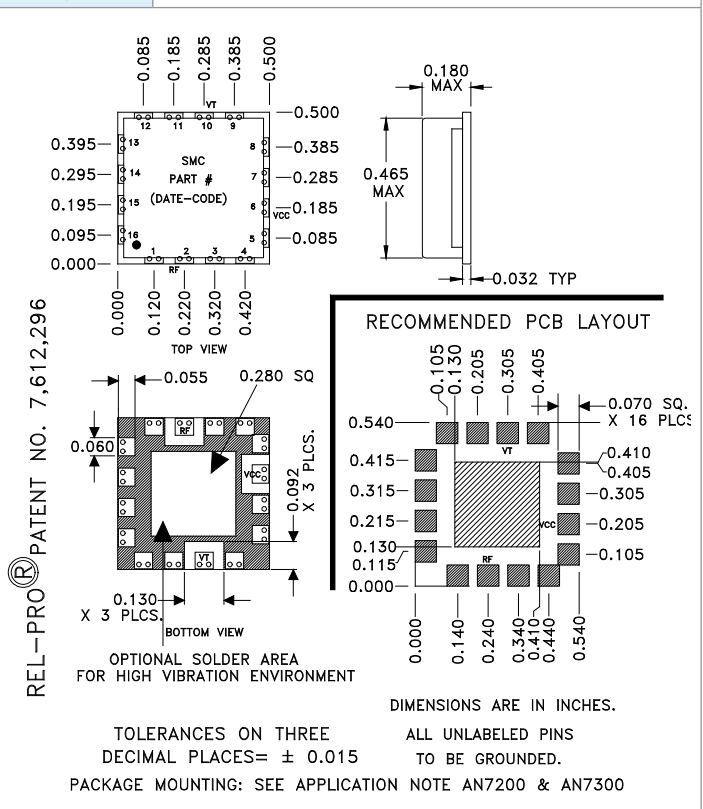 0.085 0.185 0.285 0.385 0.500
VT
12 11 10 9
0.500
0.395 13 8 0.385
SMC
0.295 14 PART # 7 0.285
(DATE-CODE)
0.195 15 6 VCC 0.185
0.095 16 5 0.085
1 2 3 4
0.000
RF
0.000 0.120 0.220 0.320 0.420
TOP VIEW
0.180
MAX
0.465
MAX
0.032 TYP
REL-PRO® PATENT NO. 7,612,296
0.055 0.280 SQ
RF
0.060
VCC
0.092
X 3 PLCS.
VT
0.130
X 3 PLCS.
BOTTOM VIEW
OPTIONAL SOLDER AREA
FOR HIGH VIBRATION ENVIRONMENT
RECOMMENDED PCB LAYOUT
0.105 0.130 0.205 0.305 0.405
0.070 SQ.
X 16 PLCS
0.540
VT
0.415 0.410
0.405
0.315 0.305
0.215 VCC 0.205
0.130
0.115 0.105
RF
0.000
0.000 0.140 0.240 0.340 0.410 0.440 0.540
DIMENSIONS ARE IN INCHES.
TOLERANCES ON THREE
DECIMAL PLACES= ± 0.015
ALL UNLABELED PINS
TO BE GROUNDED.
PACKAGE MOUNTING: SEE APPLICATION NOTE AN7200 & AN7300